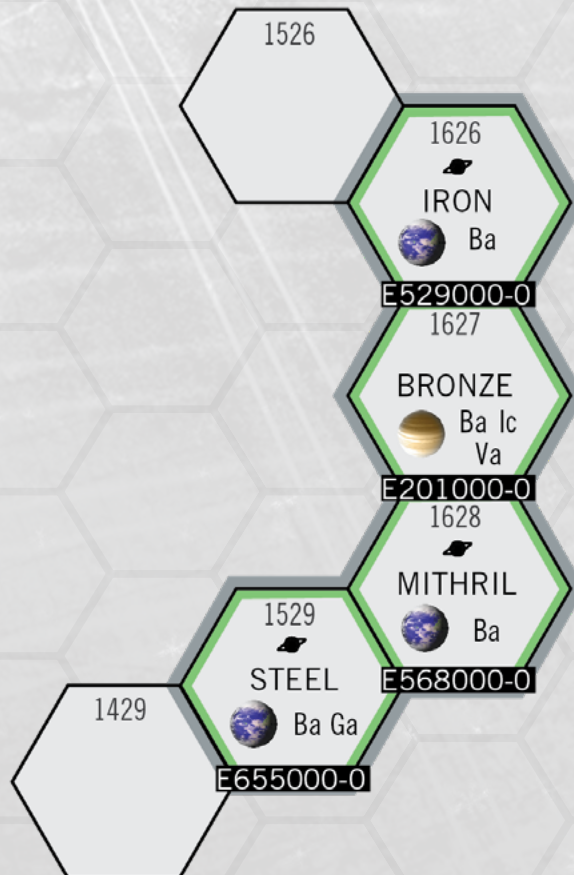 1526
1626
IRON
Ba
E529000-0
1627
BRONZE
Ba Ic
Va
E201000-0
1628
MITHRIL
Ba
E568000-0
1529
STEEL
Ba Ga
E655000-0
1429